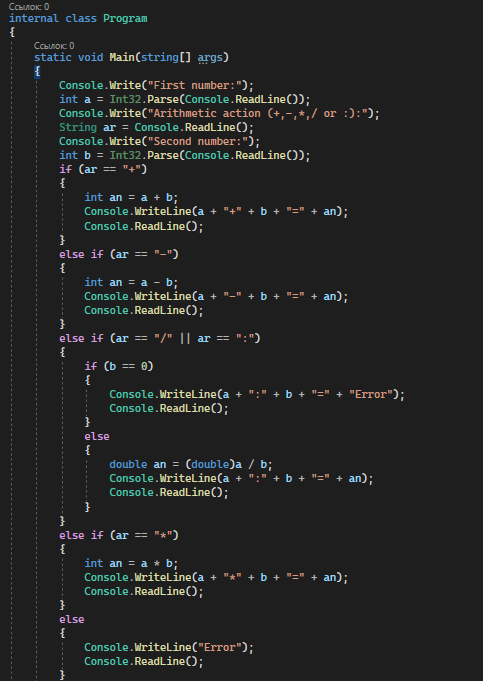 Ссылок: 0
internal class Program
{
Ссылок: 0
static void Main(string[] args)
{
Console.Write("First number:");
int a = Int32.Parse(Console.ReadLine());
Console.Write("Arithmetic action (+,-,*,/ or :):");
String ar = Console.ReadLine();
Console.Write("Second number:");
int b = Int32.Parse(Console.ReadLine());
if (ar == "+")
{
int an = a + b;
Console.WriteLine(a + "+" + b + "=" + an);
Console.ReadLine();
}
else if (ar == "-")
{
int an = a - b;
Console.WriteLine(a + "-" + b + "=" + an);
Console.ReadLine();
}
else if (ar == "/" || ar == ":")
{
if (b == 0)
{
Console.WriteLine(a + ":" + b + "=" + "Error");
Console.ReadLine();
}
else
{
double an = (double)a / b;
Console.WriteLine(a + ":" + b + "=" + an);
Console.ReadLine();
}
}
else if (ar == "*")
{
int an = a * b;
Console.WriteLine(a + "*" + b + "=" + an);
Console.ReadLine();
}
else
{
Console.WriteLine("Error");
Console.ReadLine();
}